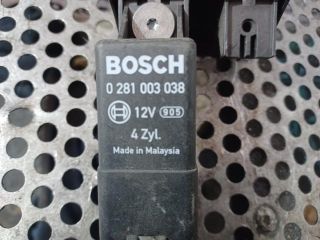 BOSCH
0 281 003 038
12V 905
4 Zyl.
Made in Malaysia